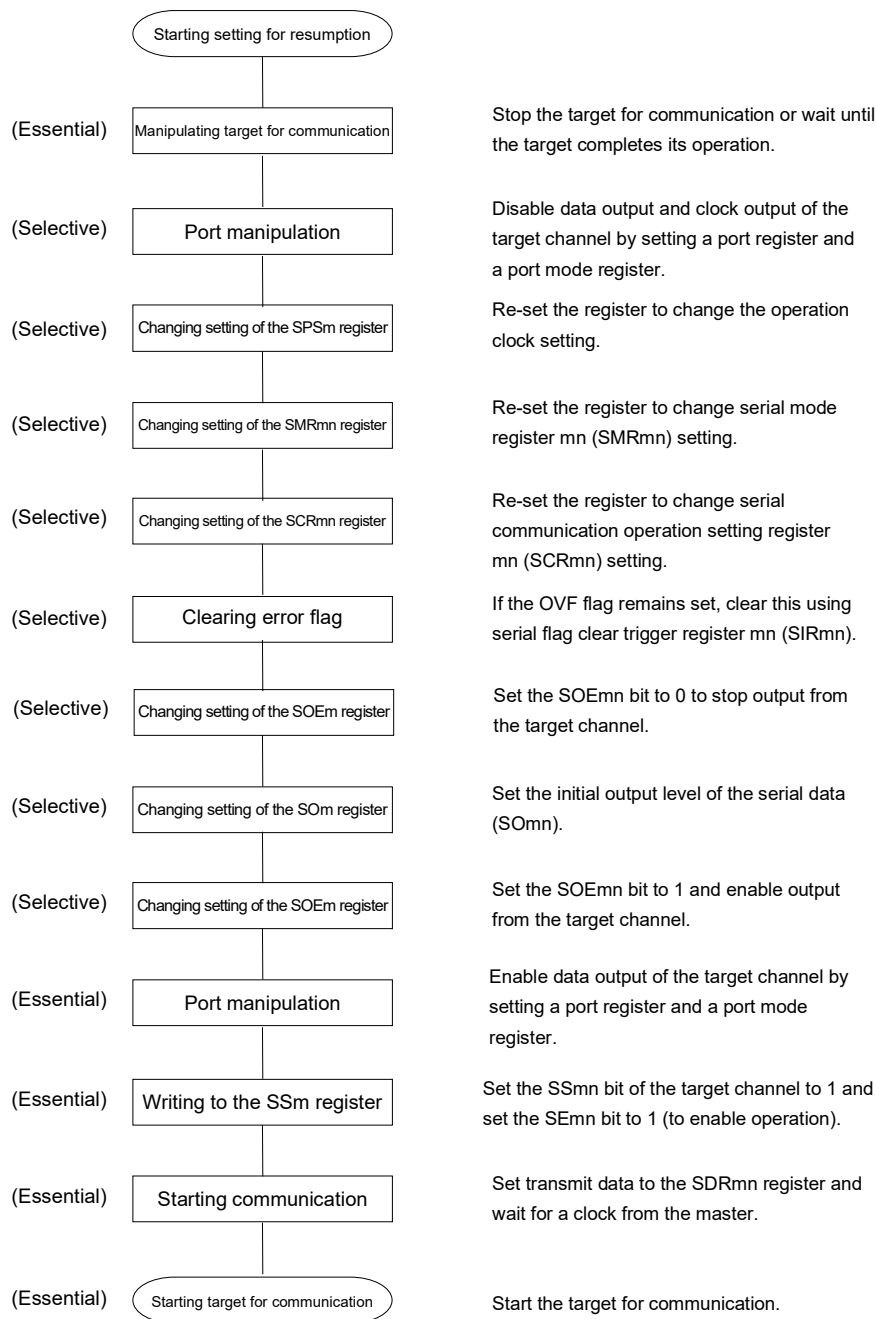 Starting setting for resumption
(Essential)
Manipulating target for communication
Stop the target for communication or wait until
the target completes its operation.
(Selective)
Port manipulation
Disable data output and clock output of the
target channel by setting a port register and
a port mode register.
(Selective)
Changing setting of the SPSm register
Re-set the register to change the operation
clock setting.
(Selective)
Changing setting of the SMRmn register
Re-set the register to change serial mode
register mn (SMRmn) setting.
(Selective)
Changing setting of the SCRmn register
Re-set the register to change serial
communication operation setting register
mn (SCRmn) setting.
(Selective)
Clearing error flag
If the OVF flag remains set, clear this using
serial flag clear trigger register mn (SIRmn).
(Selective)
Changing setting of the SOEm register
Set the SOEmn bit to 0 to stop output from
the target channel.
(Selective)
Changing setting of the SOm register
Set the initial output level of the serial data
(SOmn).
(Selective)
Changing setting of the SOEm register
Set the SOEmn bit to 1 and enable output
from the target channel.
(Essential)
Port manipulation
Enable data output of the target channel by
setting a port register and a port mode
register.
(Essential)
Writing to the SSm register
Set the SSmn bit of the target channel to 1 and
set the SEmn bit to 1 (to enable operation).
(Essential)
Starting communication
Set transmit data to the SDRmn register and
wait for a clock from the master.
(Essential)
Starting target for communication
Start the target for communication.